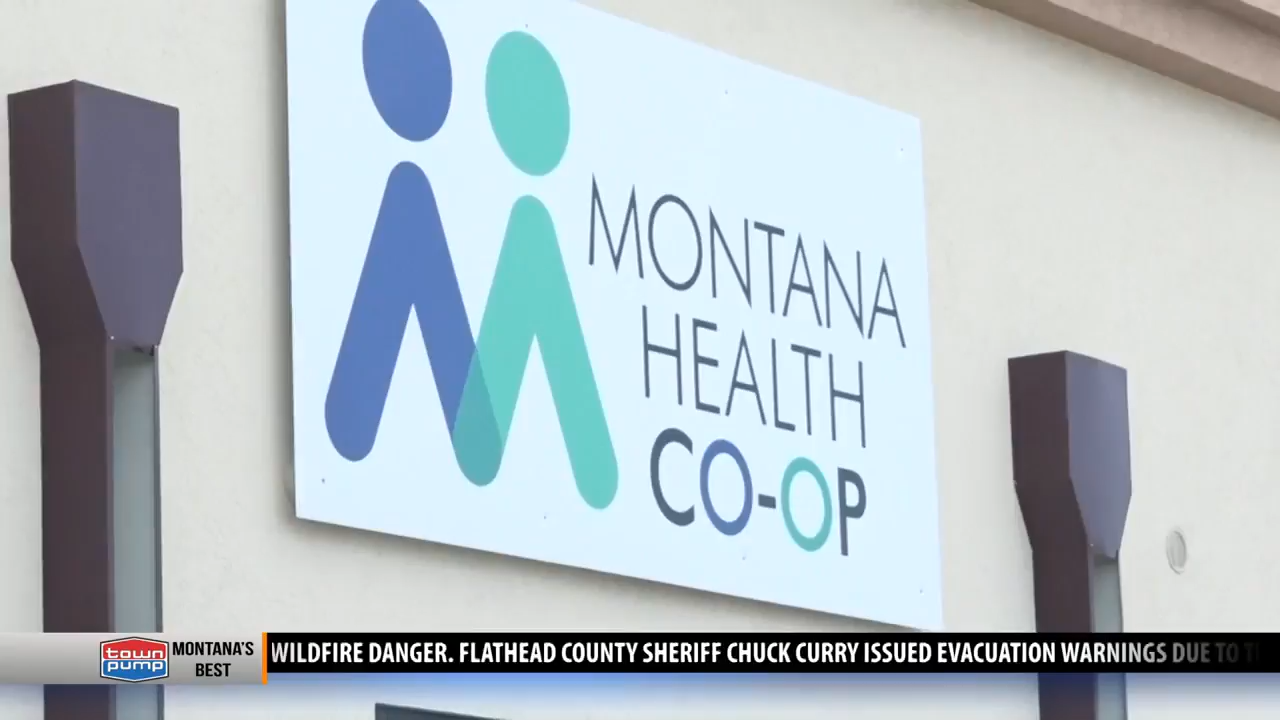 MONTANA
HEALTH
CO-OP
town
pump
MONTANA'S
BEST
WILDFIRE DANGER. FLATHEAD COUNTY SHERIFF CHUCK CURRY ISSUED EVACUATION WARNINGS DUE TO